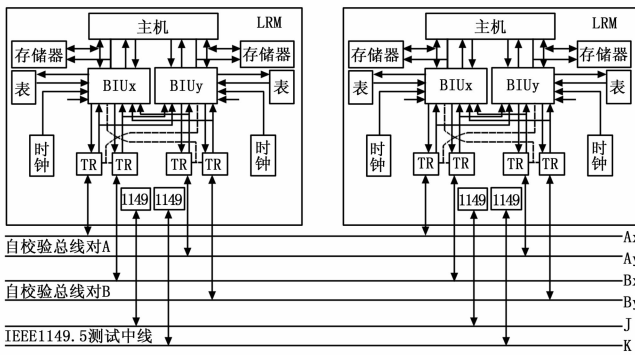 主机 LRM
存储器 存储器
表 BIUx BIUy 表
时钟 TR TR TR TR 时钟
1149 1149
主机 LRM
存储器 存储器
表 BIUx BIUy 表
时钟 TR TR TR TR 时钟
1149 1149
Ax
自校验总线对A
Ay
Bx
自校验总线对B
By
J
IEEE1149.5测试中线
K